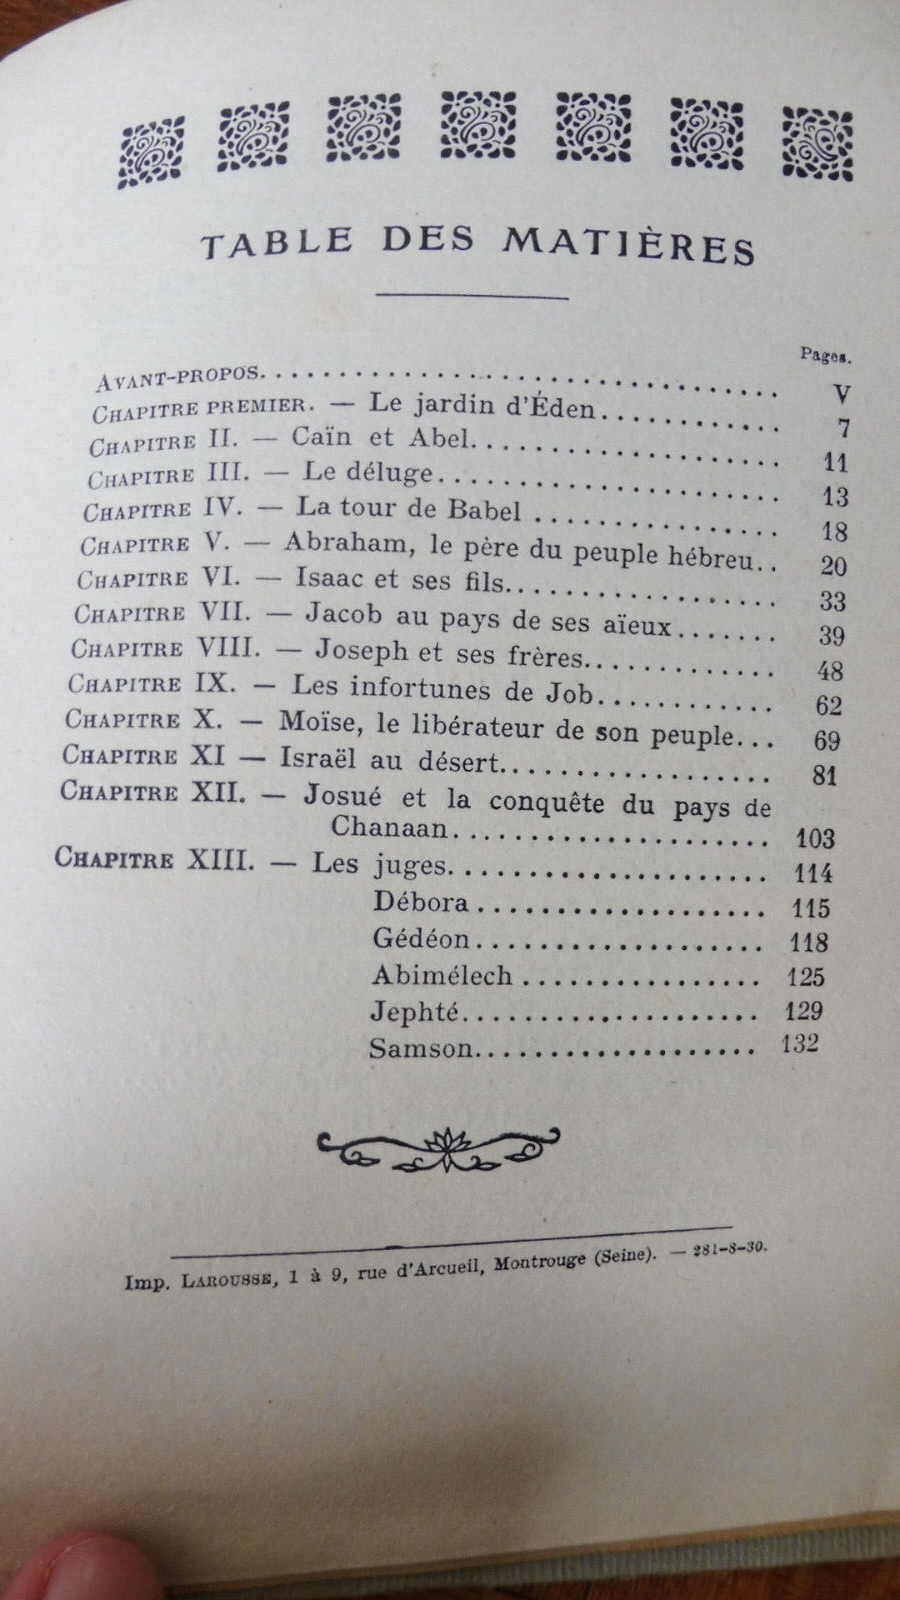 TABLE DES MATIÈRES
Pages.
AVANT-PROPOS. . . . . . . . . . . . . . . . . . . . . . . . . . . . . . . . . . . V
CHAPITRE PREMIER. — Le jardin d'Éden. . . . . . . . . . . . 7
CHAPITRE II. — Caïn et Abel. . . . . . . . . . . . . . . . . . . . . 11
CHAPITRE III. — Le déluge. . . . . . . . . . . . . . . . . . . . . . . 13
CHAPITRE IV. — La tour de Babel . . . . . . . . . . . . . . . . 18
CHAPITRE V. — Abraham, le père du peuple hébreu. . 20
CHAPITRE VI. — Isaac et ses fils. . . . . . . . . . . . . . . . . . 33
CHAPITRE VII. — Jacob au pays de ses aïeux . . . . . . . 39
CHAPITRE VIII. — Joseph et ses frères. . . . . . . . . . . . . 48
CHAPITRE IX. — Les infortunes de Job. . . . . . . . . . . . 62
CHAPITRE X. — Moïse, le libérateur de son peuple. . . 69
CHAPITRE XI — Israël au désert. . . . . . . . . . . . . . . . . . 81
CHAPITRE XII. — Josué et la conquête du pays de
Chanaan. . . . . . . . . . . . . . . . . . . . . 103
CHAPITRE XIII. — Les juges. . . . . . . . . . . . . . . . . . . . . 114
Débora . . . . . . . . . . . . . . . . . . . 115
Gédéon . . . . . . . . . . . . . . . . . . . 118
Abimélech . . . . . . . . . . . . . . . . 125
Jephté. . . . . . . . . . . . . . . . . . . . 129
Samson. . . . . . . . . . . . . . . . . . . 132
Imp. LAROUSSE, 1 à 9, rue d'Arcueil, Montrouge (Seine). — 281-8-30.